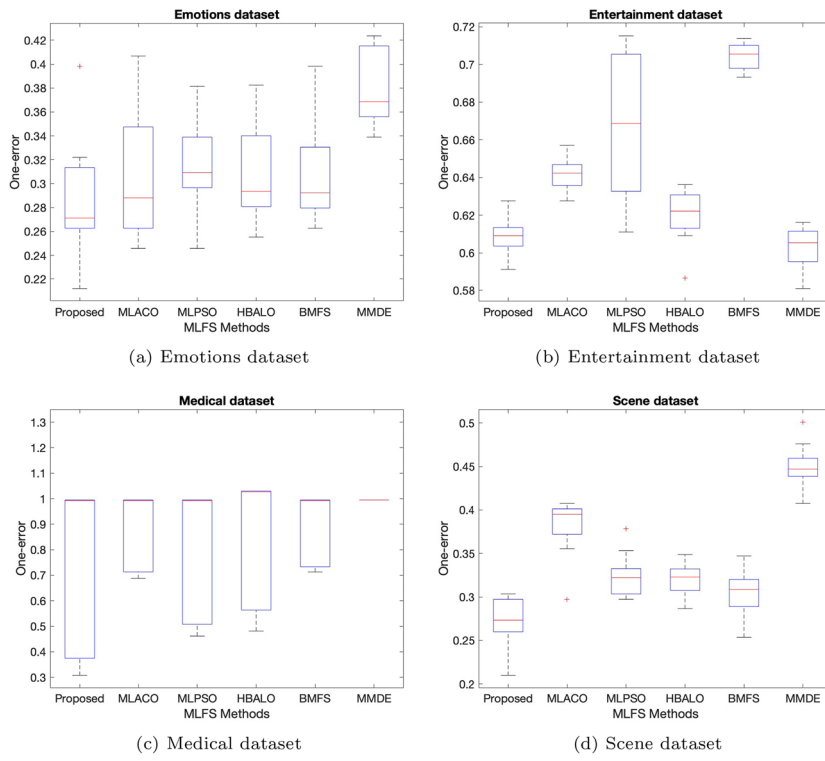 Emotions dataset
0.42
0.4
0.38
0.36
0.34
0.32
0.3
0.28
0.26
0.24
0.22
One-error
Proposed MLACO MLPSO HBALO BMFS MMDE
MLFS Methods
(a) Emotions dataset
Entertainment dataset
0.72
0.7
0.68
0.66
0.64
0.62
0.6
0.58
One-error
Proposed MLACO MLPSO HBALO BMFS MMDE
MLFS Methods
(b) Entertainment dataset
Medical dataset
1.3
1.2
1.1
1
0.9
0.8
0.7
0.6
0.5
0.4
0.3
One-error
Proposed MLACO MLPSO HBALO BMFS MMDE
MLFS Methods
(c) Medical dataset
Scene dataset
0.5
0.45
0.4
0.35
0.3
0.25
0.2
One-error
Proposed MLACO MLPSO HBALO BMFS MMDE
MLFS Methods
(d) Scene dataset